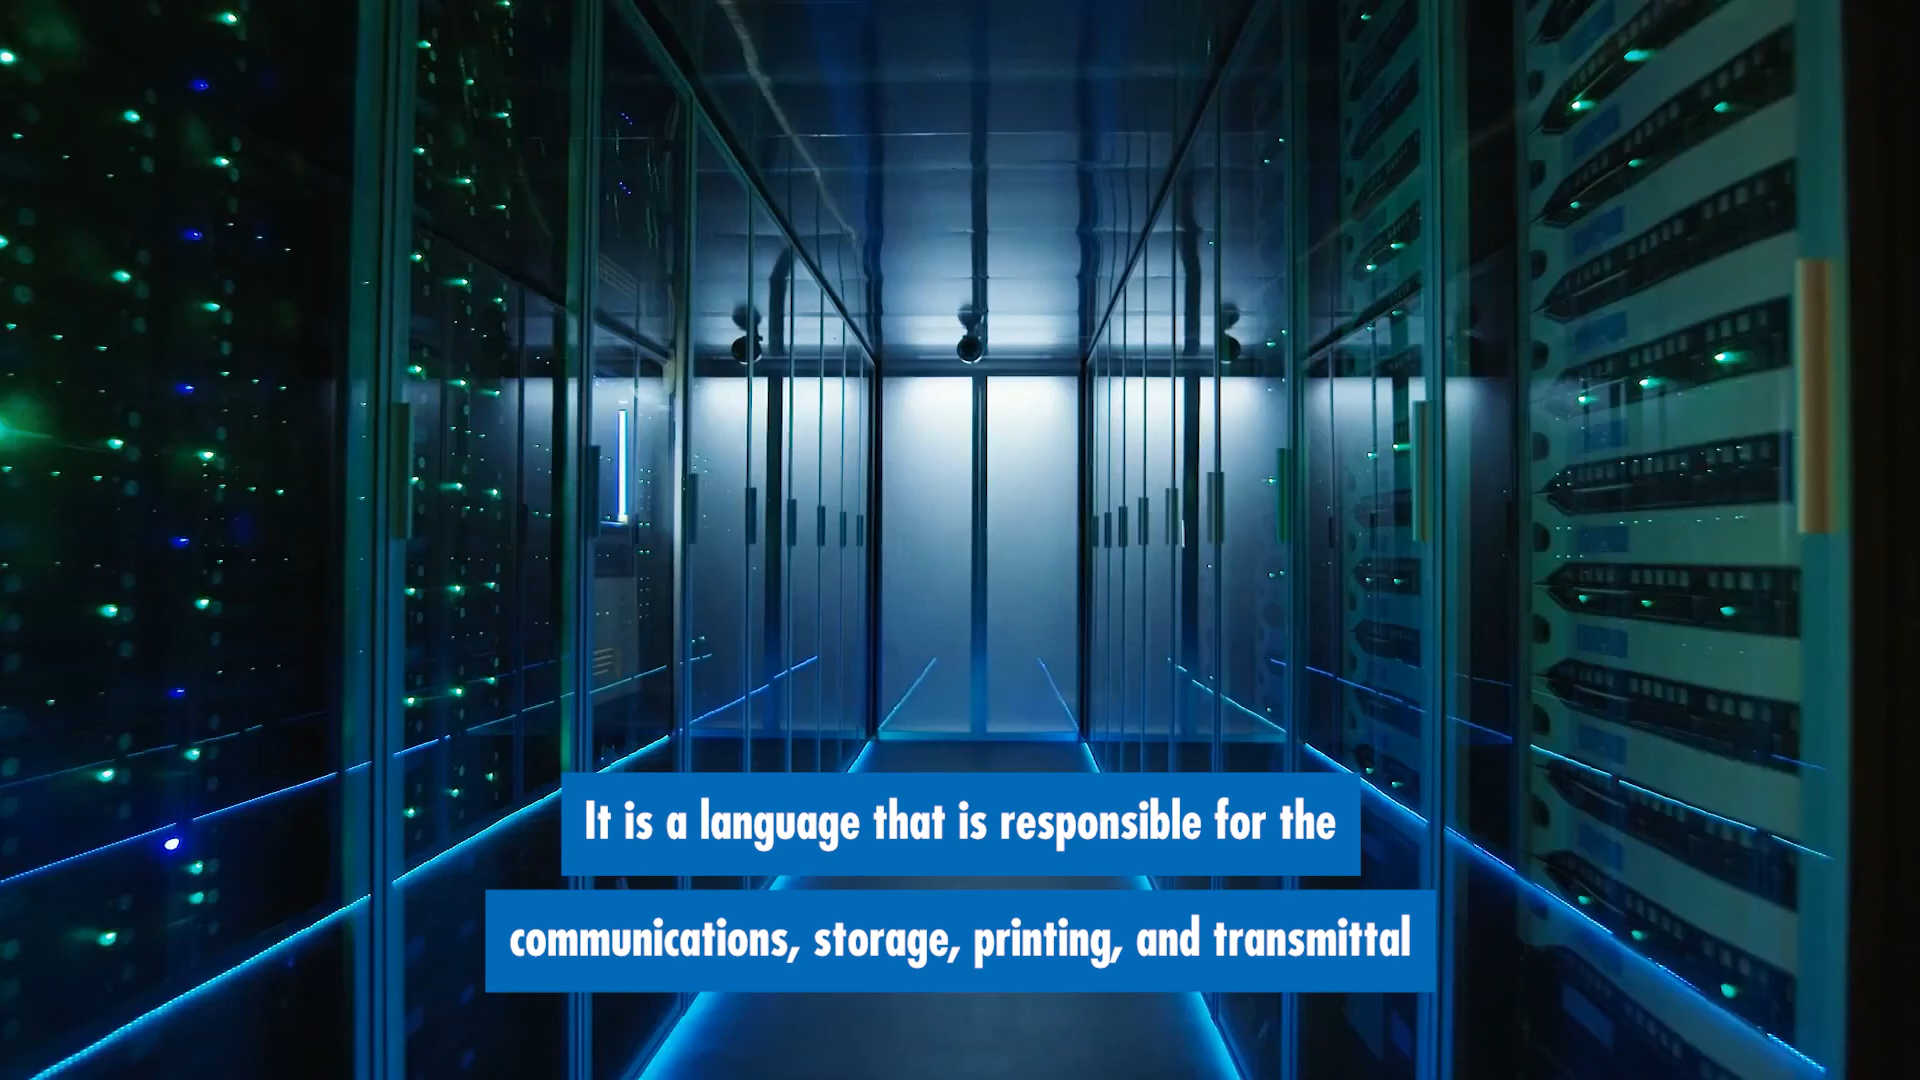 It is a language that is responsible for the
communications, storage, printing, and transmittal